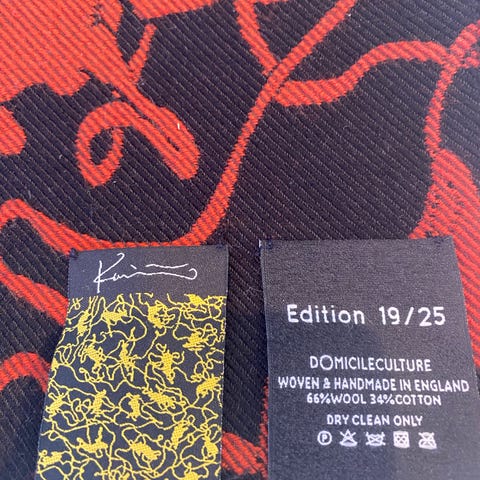 Edition 19/25
DOMICILECULTURE
WOVEN & HANDMADE IN ENGLAND
66%WOOL 34%COTTON
DRY CLEAN ONLY